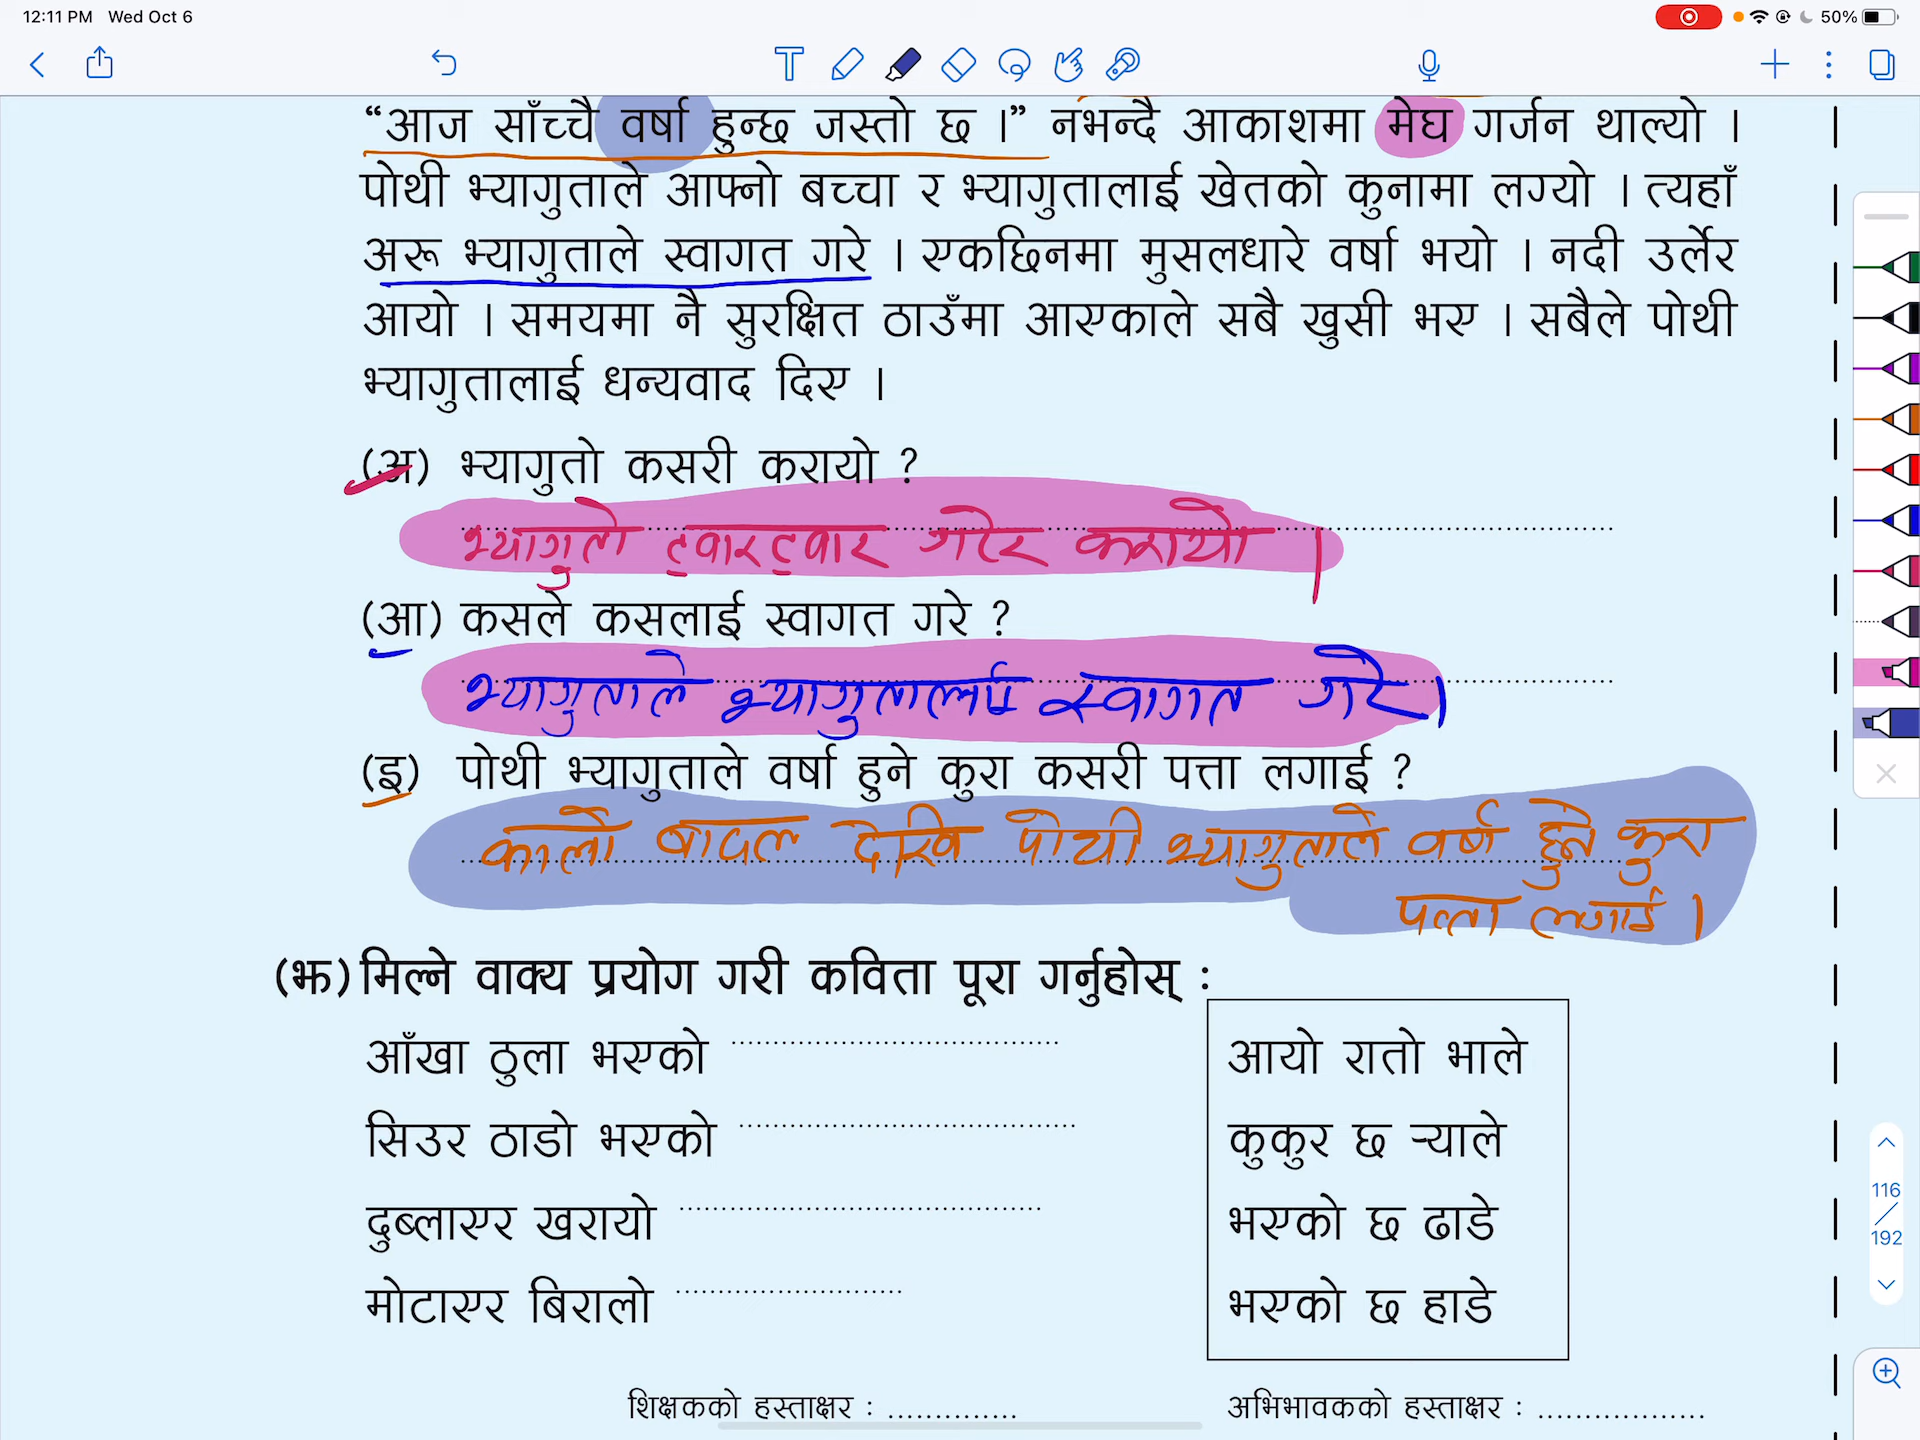 12:11 PM Wed Oct 6
50%
“आज साँच्चै वर्षा हुन्छ जस्तो छ ।” नभन्दै आकाशमा मेघ गर्जन थाल्यो ।
पोथी भ्यागुताले आफ्नो बच्चा र भ्यागुतालाई खेतको कुनामा लग्यो । त्यहाँ
अरू भ्यागुताले स्वागत गरे । एकछिनमा मुसलधारे वर्षा भयो । नदी उर्लेर
आयो । समयमा नै सुरक्षित ठाउँमा आएकाले सबै खुसी भए । सबैले पोथी
भ्यागुतालाई धन्यवाद दिए ।
(अ) भ्यागुतो कसरी करायो ?
भ्यागुतो ट्वारट्वार गरेर करायो ।
(आ) कसले कसलाई स्वागत गरे ?
भ्यागुताले भ्यागुतालाई स्वागत गरे ।
(इ) पोथी भ्यागुताले वर्षा हुने कुरा कसरी पत्ता लगाई ?
कालो बादल देखि पोथी भ्यागुताले वर्षा हुने कुरा
पत्ता लगाई ।
(झ) मिल्ने वाक्य प्रयोग गरी कविता पूरा गर्नुहोस् :
आँखा ठुला भएको ........................ आयो रातो भाले
सिउर ठाडो भएको ........................ कुकुर छ ऱ्याले
दुब्लाएर खरायो ........................ भएको छ ढाडे
मोटाएर बिरालो ........................ भएको छ हाडे
116
/
192
शिक्षकको हस्ताक्षर : .............. अभिभावकको हस्ताक्षर : ...................